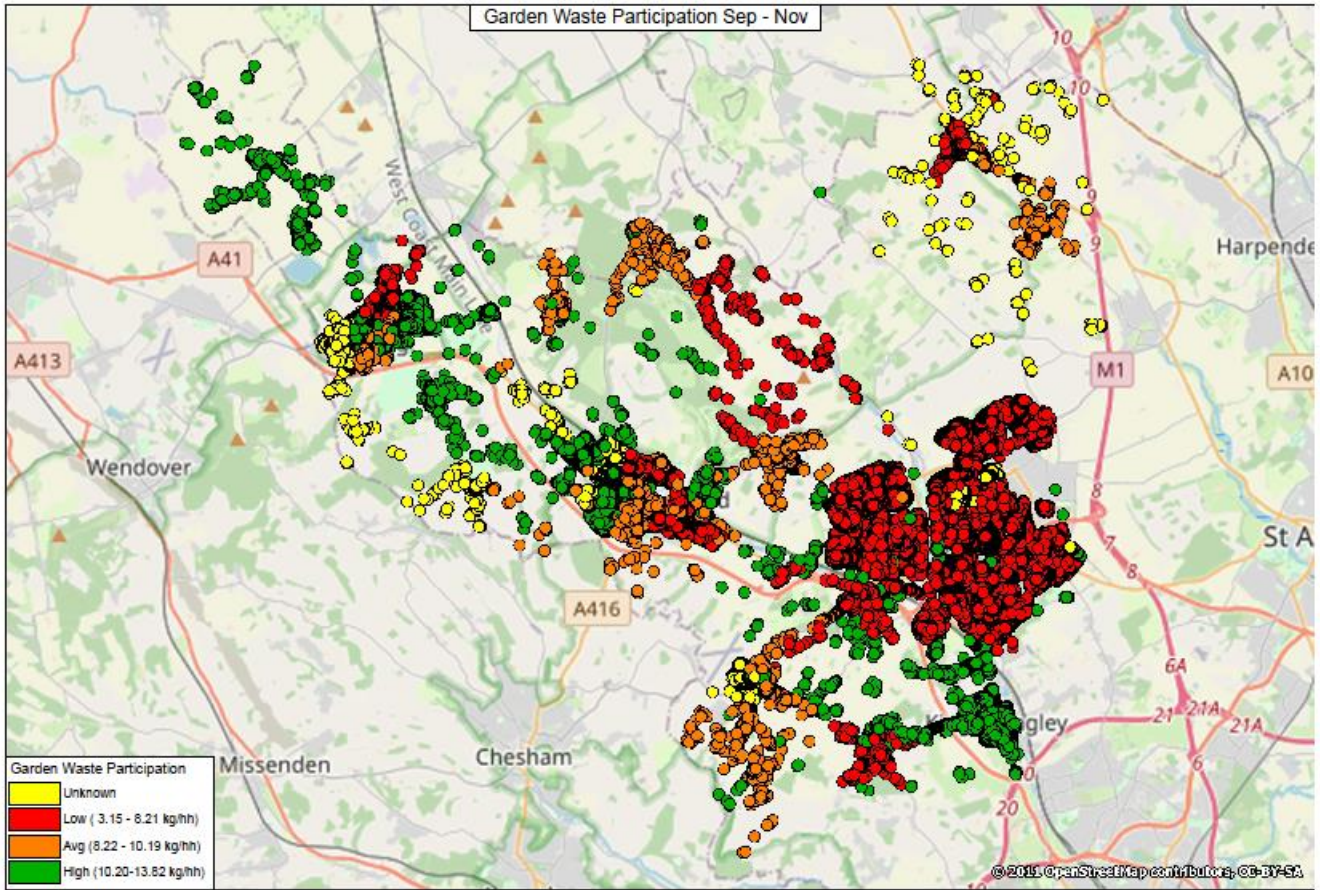 Garden Waste Participation Sep - Nov
10
10
West Coast Main Line
9
9
Harpende
A41
A413
M1
A10
Wendover
8
7
8
St A
A416
6A
gley
21
21A
21A
6
Missenden
Chesham
20
Garden Waste Participation
Unknown
Low ( 3.15 - 8.21 kg/hh)
Avg (8.22 - 10.19 kg/hh)
High (10.20-13.82 kg/hh)
© 2011 OpenStreetMap contributors, CC-BY-SA